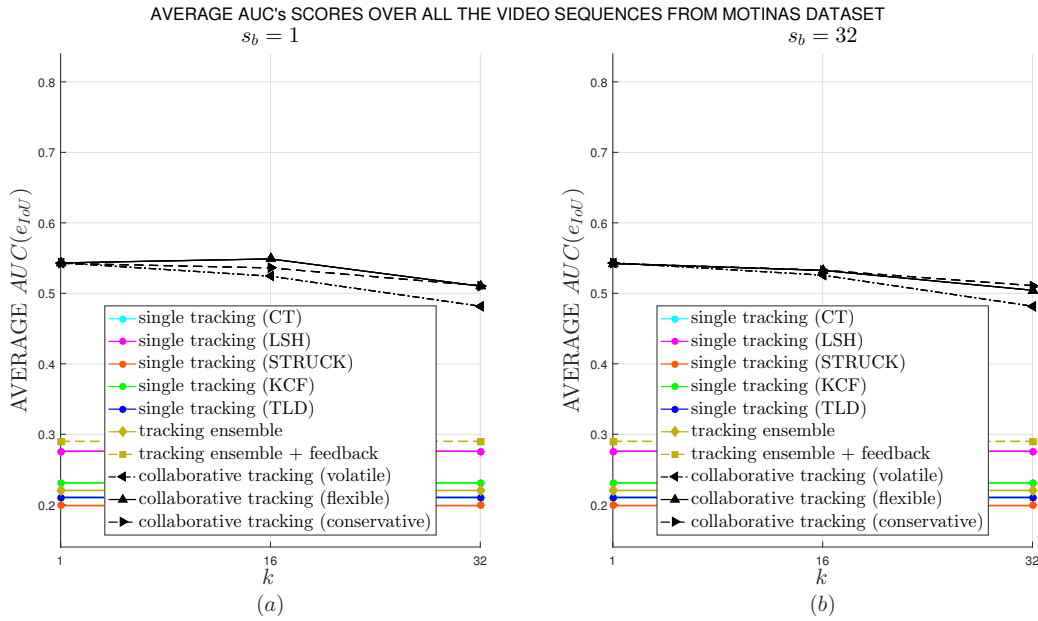 AVERAGE AUC's SCORES OVER ALL THE VIDEO SEQUENCES FROM MOTINAS DATASET
s_b = 1
AVERAGE AUC(e_{IoU})
0.8
0.7
0.6
0.5
0.4
0.3
0.2
single tracking (CT)
single tracking (LSH)
single tracking (STRUCK)
single tracking (KCF)
single tracking (TLD)
tracking ensemble
tracking ensemble + feedback
collaborative tracking (volatile)
collaborative tracking (flexible)
collaborative tracking (conservative)
1 16 32
k
(a)
s_b = 32
AVERAGE AUC(e_{IoU})
0.8
0.7
0.6
0.5
0.4
0.3
0.2
single tracking (CT)
single tracking (LSH)
single tracking (STRUCK)
single tracking (KCF)
single tracking (TLD)
tracking ensemble
tracking ensemble + feedback
collaborative tracking (volatile)
collaborative tracking (flexible)
collaborative tracking (conservative)
1 16 32
k
(b)